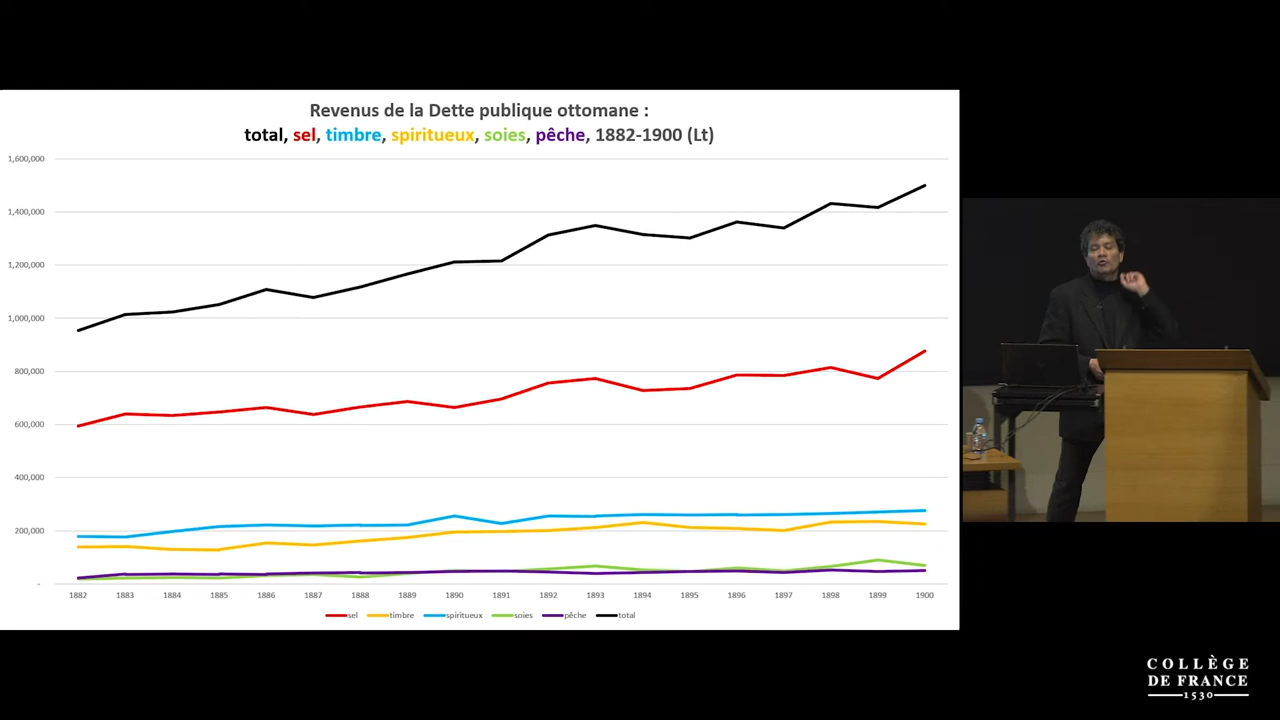 Revenus de la Dette publique ottomane :
total, sel, timbre, spiritueux, soies, pêche, 1882-1900 (Lt)
1,600,000
1,400,000
1,200,000
1,000,000
800,000
600,000
400,000
200,000
-
1882 1883 1884 1885 1886 1887 1888 1889 1890 1891 1892 1893 1894 1895 1896 1897 1898 1899 1900
sel timbre spiritueux soies pêche total
COLLÈGE
DE FRANCE
1530